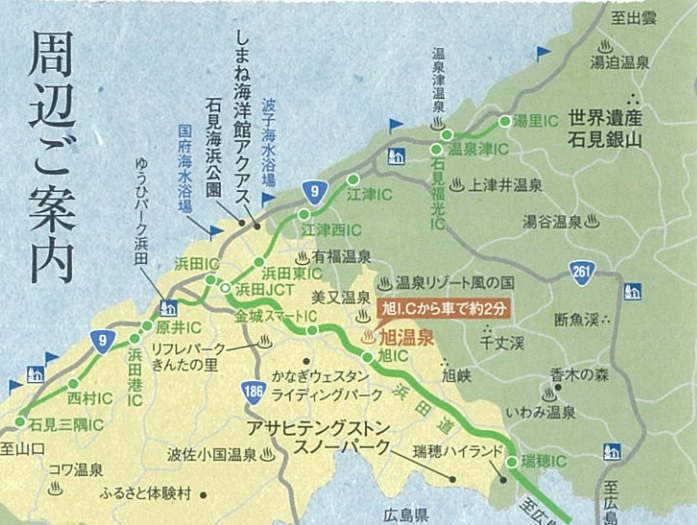 周辺ご案内
至出雲
湯迫温泉
世界遺産
石見銀山
湯里IC
温泉津温泉
温泉津IC
石見福光IC
上津井温泉
湯谷温泉
261
江津IC
9
江津西IC
波子海水浴場
しまね海洋館アクアス
石見海浜公園
国府海水浴場
ゆうひパーク浜田
有福温泉
浜田東IC
浜田IC
浜田JCT
温泉リゾート風の国
美又温泉
旭I.Cから車で約2分
旭温泉
旭IC
金城スマートIC
断魚渓
千丈渓
旭峡
香木の森
いわみ温泉
原井IC
9
浜田港IC
リフレパーク
きんたの里
かなぎウェスタン
ライディングパーク
186
浜田道
西村IC
石見三隅IC
至山口
アサヒテングストン
スノーパーク
瑞穂ハイランド
瑞穂IC
波佐小国温泉
コワ温泉
ふるさと体験村
広島県
至広島
至広島